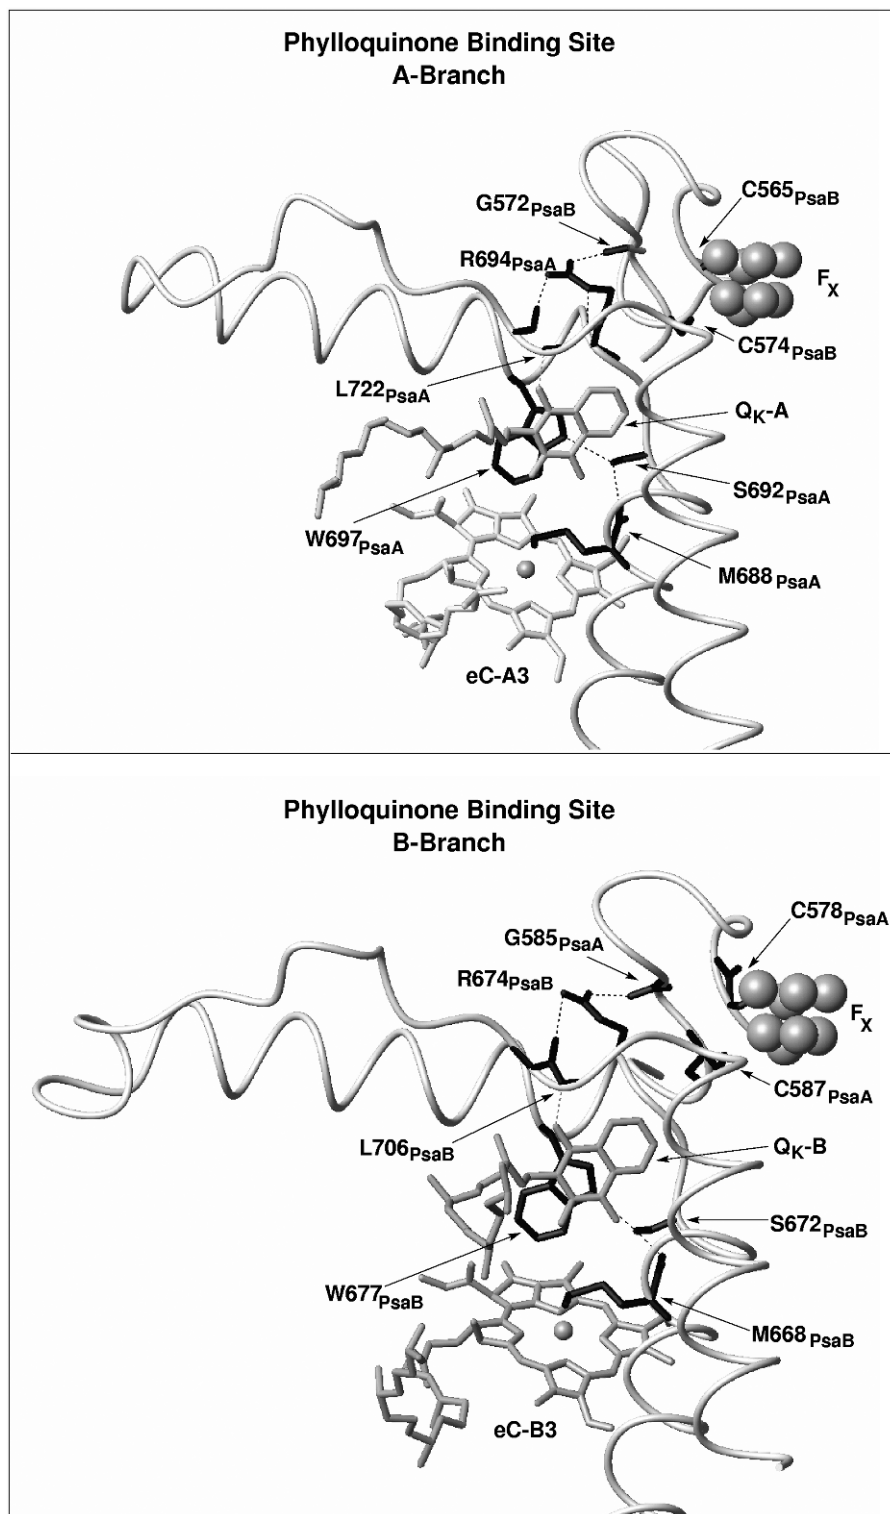 Phylloquinone Binding Site
A-Branch
C565PsaB
G572PsaB
R694PsaA
FX
C574PsaB
L722PsaA
QK-A
S692PsaA
W697PsaA
M688PsaA
eC-A3
Phylloquinone Binding Site
B-Branch
C578PsaA
G585PsaA
R674PsaB
FX
C587PsaA
L706PsaB
QK-B
S672PsaB
W677PsaB
M668PsaB
eC-B3